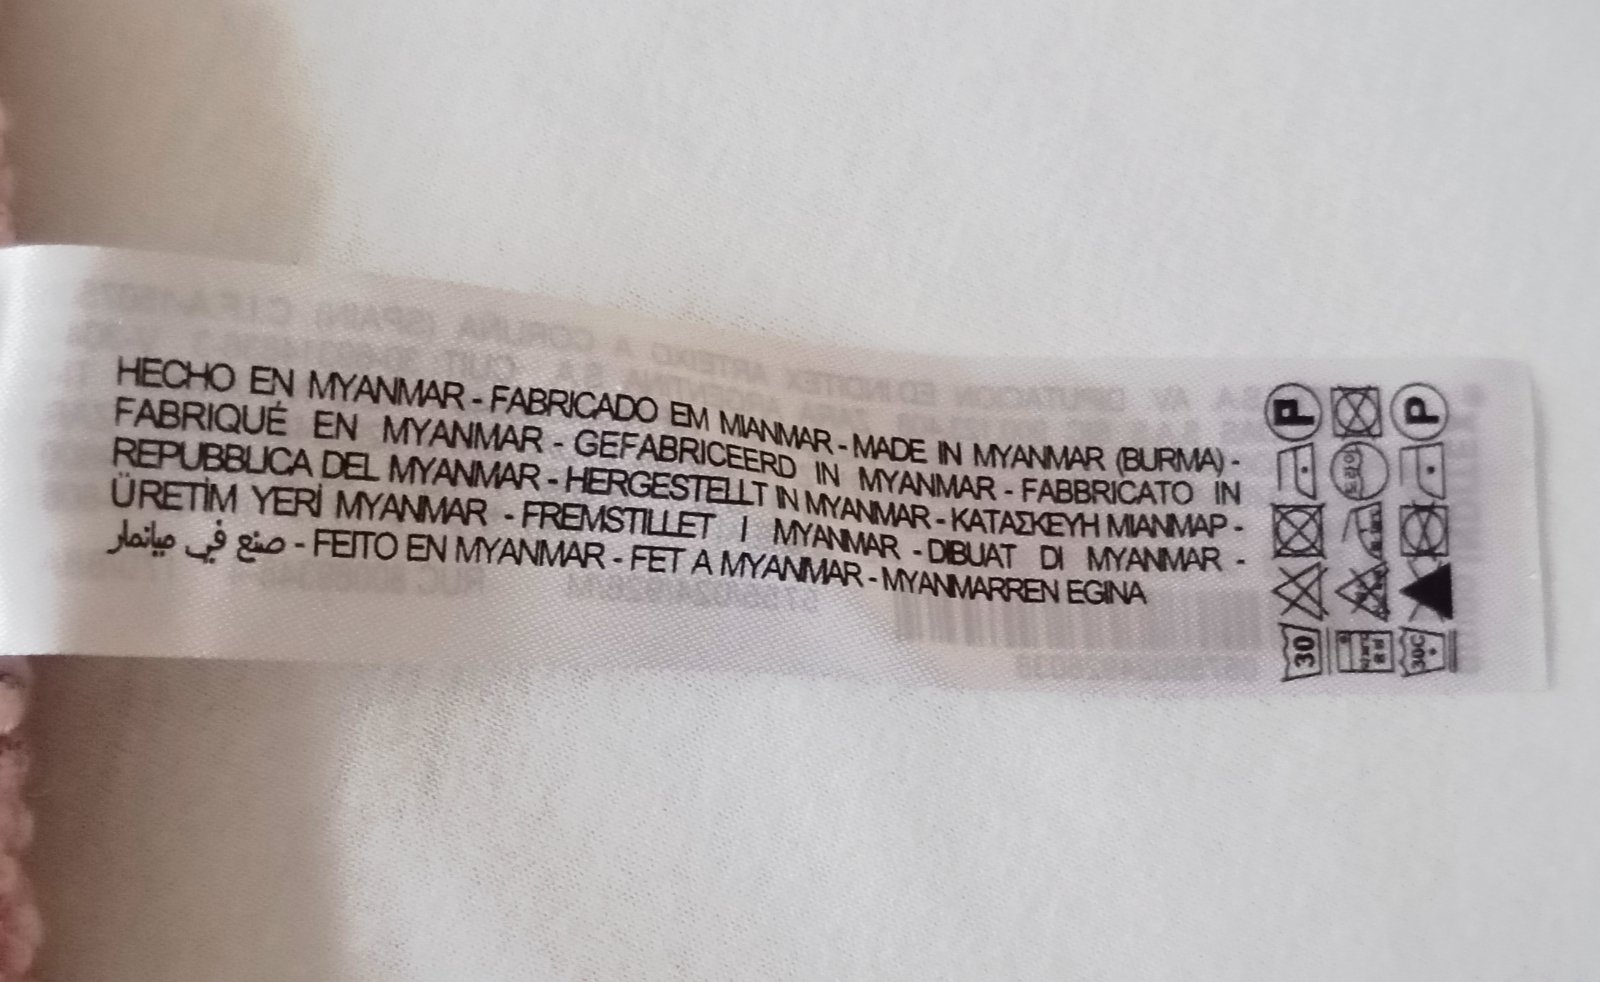 HECHO EN MYANMAR - FABRICADO EM MIANMAR - MADE IN MYANMAR (BURMA) -
FABRIQUÉ EN MYANMAR - GEFABRICEERD IN MYANMAR - FABBRICATO IN
REPUBBLICA DEL MYANMAR - HERGESTELLT IN MYANMAR - ΚΑΤΑΣΚΕΥΗ ΜΙΑΝΜΑΡ -
ÜRETİM YERİ MYANMAR - FREMSTILLET I MYANMAR - DIBUAT DI MYANMAR -
صنع في ميانمار - FEITO EN MYANMAR - FET A MYANMAR - MYANMARREN EGINA
P P
30 30C